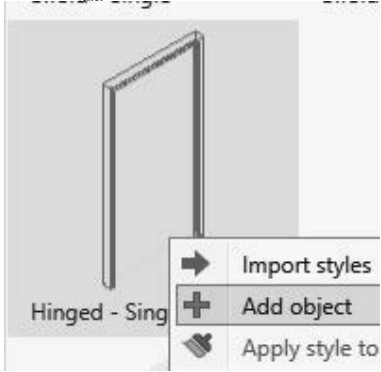 Import styles
Hinged - Sing
Add object
Apply style to